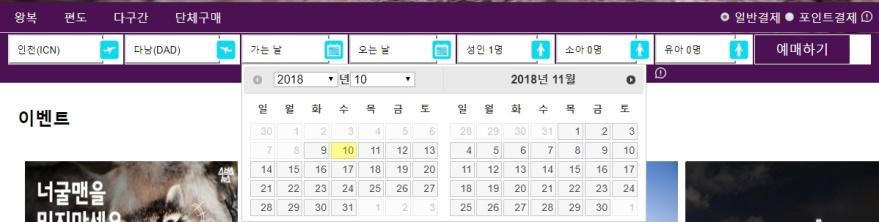 왕복 편도 다구간 단체구매 일반결제 포인트결제
인천(ICN) 다낭(DAD) 가는 날 오는 날 성인 1명 소아 0명 유아 0명 예매하기
2018 년 10 2018년 11월
일 월 화 수 목 금 토 일 월 화 수 목 금 토
30 1 2 3 4 5 6 28 29 30 31 1 2 3
7 8 9 10 11 12 13 4 5 6 7 8 9 10
14 15 16 17 18 19 20 11 12 13 14 15 16 17
21 22 23 24 25 26 27 18 19 20 21 22 23 24
28 29 30 31 1 2 3 25 26 27 28 29 30 1
이벤트
너굴맨을
믿지마세요